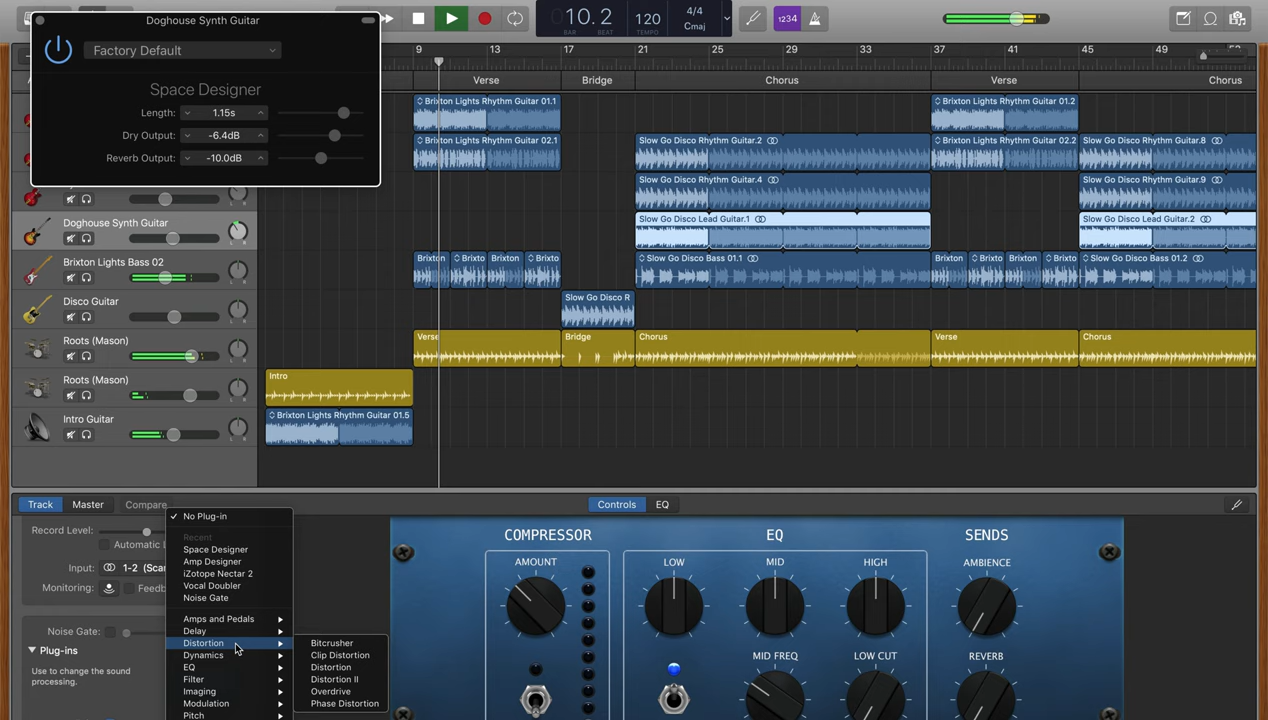 Doghouse Synth Guitar
Factory Default
Space Designer
Length: 1.15s
Dry Output: -6.4dB
Reverb Output: -10.0dB
10.2
BAR BEAT
120
TEMPO
4/4
Cmaj
1234
9 13 17 21 25 29 33 37 41 45 49
Verse Bridge Chorus Verse Chorus
Brixton Lights Rhythm Guitar 01.1 Brixton Lights Rhythm Guitar 01.2
Brixton Lights Rhythm Guitar 02.1 Slow Go Disco Rhythm Guitar.2 Brixton Lights Rhythm Guitar 02.2 Slow Go Disco Rhythm Guitar.8
Slow Go Disco Rhythm Guitar.4 Slow Go Disco Rhythm Guitar.9
Doghouse Synth Guitar
Slow Go Disco Lead Guitar.1 Slow Go Disco Lead Guitar.2
Brixton Lights Bass 02
Brixton Brixto Brixton Brixto Slow Go Disco Bass 01.1 Brixton Brixto Brixton Brixto Slow Go Disco Bass 01.2
Disco Guitar
Slow Go Disco R
Roots (Mason)
Verse Bridge Chorus Verse Chorus
Roots (Mason)
Intro
Intro Guitar
Brixton Lights Rhythm Guitar 01.5
Track Master Compare
Controls EQ
Record Level:
Automatic
Input: 1-2 (Scar
Monitoring: Feedb
Noise Gate:
Plug-ins
Use to change the sound
processing.
No Plug-in
Recent
Space Designer
Amp Designer
iZotope Nectar 2
Vocal Doubler
Noise Gate
Amps and Pedals
Delay
Distortion
Dynamics
EQ
Filter
Imaging
Modulation
Pitch
Bitcrusher
Clip Distortion
Distortion
Distortion II
Overdrive
Phase Distortion
COMPRESSOR EQ SENDS
AMOUNT LOW MID HIGH AMBIENCE
MID FREQ LOW CUT REVERB